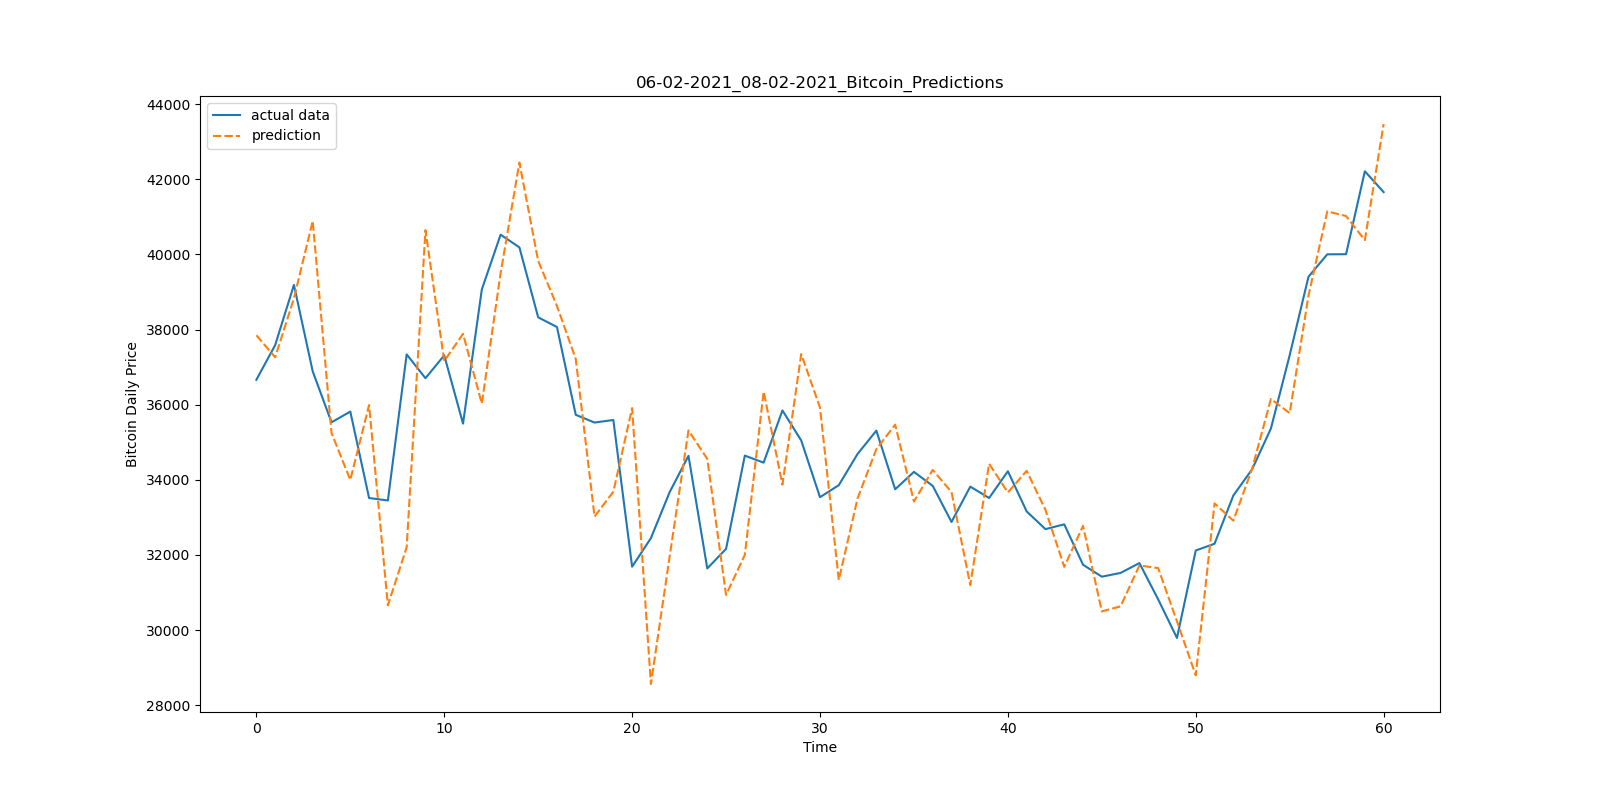 06-02-2021_08-02-2021_Bitcoin_Predictions
actual data
prediction
44000
42000
40000
38000
36000
34000
32000
30000
28000
Bitcoin Daily Price
0 10 20 30 40 50 60
Time